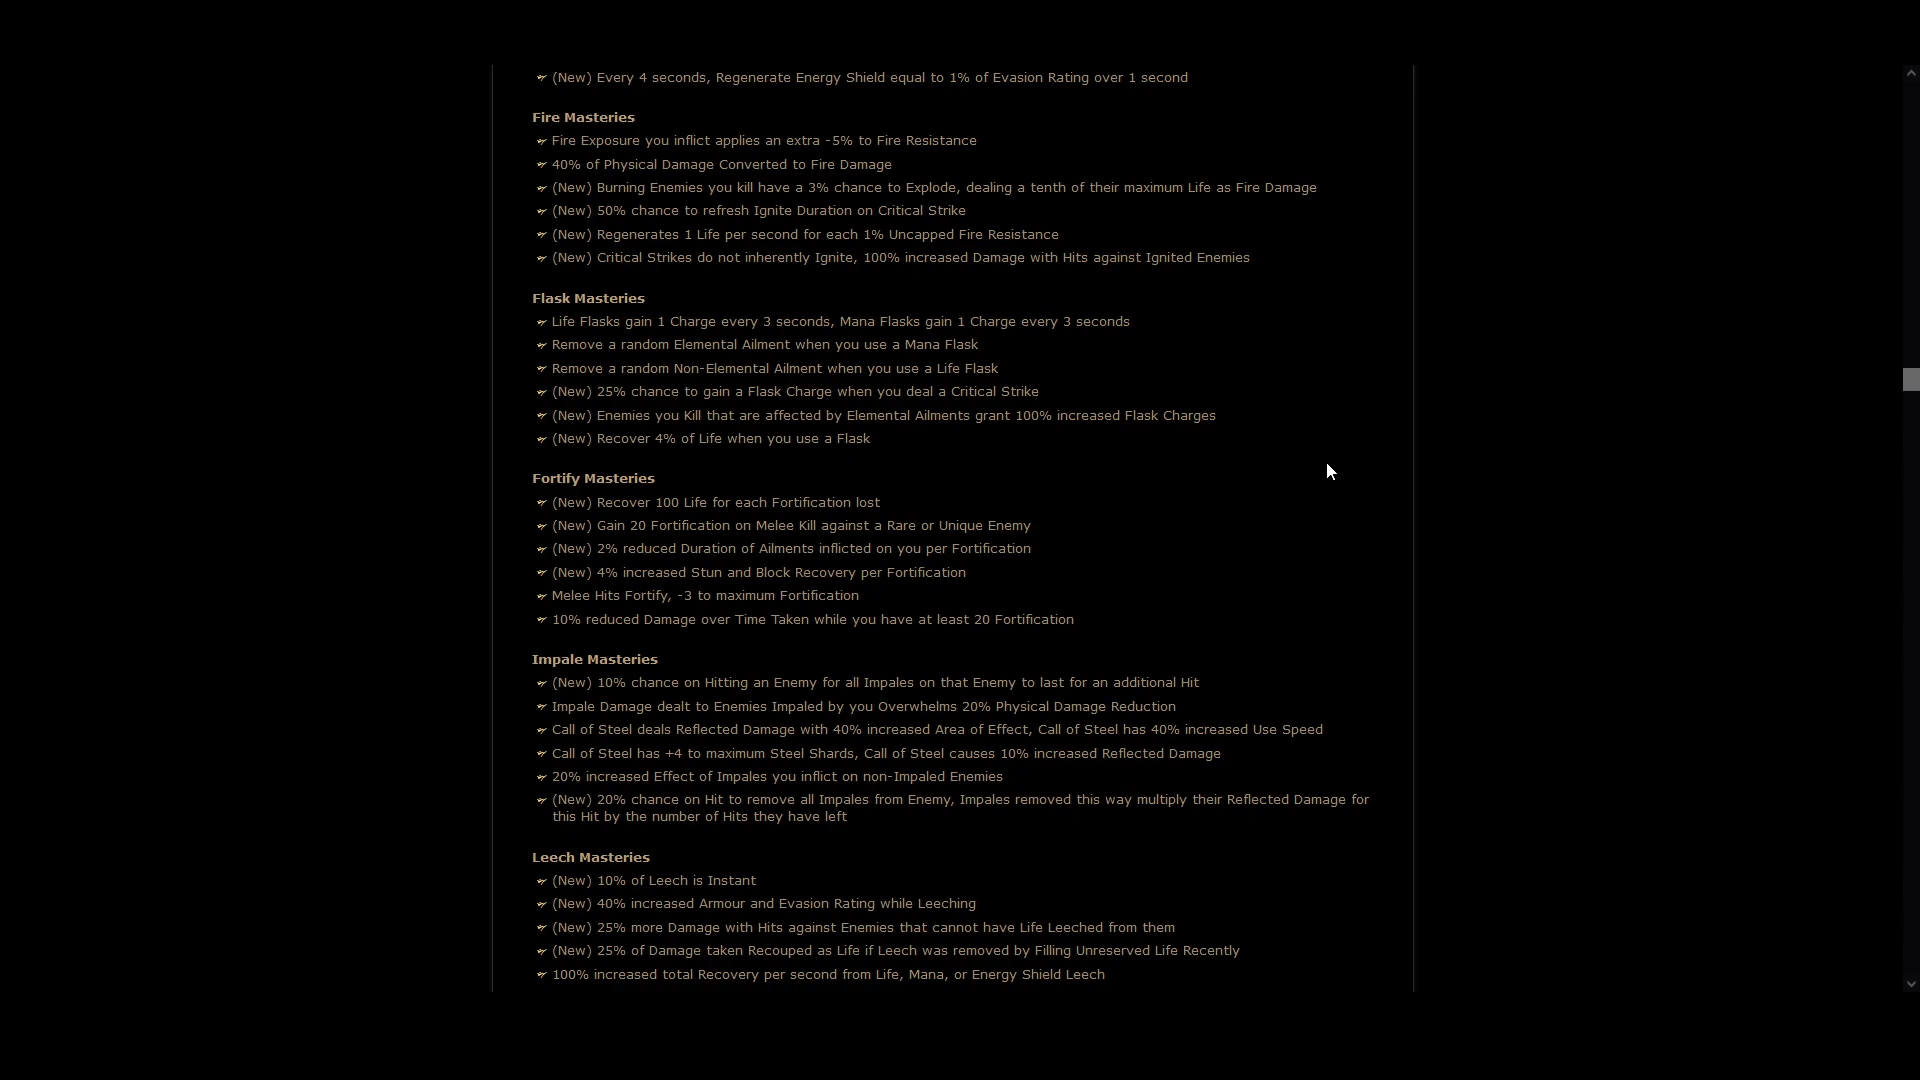 (New) Every 4 seconds, Regenerate Energy Shield equal to 1% of Evasion Rating over 1 second
Fire Masteries
Fire Exposure you inflict applies an extra -5% to Fire Resistance
40% of Physical Damage Converted to Fire Damage
(New) Burning Enemies you kill have a 3% chance to Explode, dealing a tenth of their maximum Life as Fire Damage
(New) 50% chance to refresh Ignite Duration on Critical Strike
(New) Regenerates 1 Life per second for each 1% Uncapped Fire Resistance
(New) Critical Strikes do not inherently Ignite, 100% increased Damage with Hits against Ignited Enemies
Flask Masteries
Life Flasks gain 1 Charge every 3 seconds, Mana Flasks gain 1 Charge every 3 seconds
Remove a random Elemental Ailment when you use a Mana Flask
Remove a random Non-Elemental Ailment when you use a Life Flask
(New) 25% chance to gain a Flask Charge when you deal a Critical Strike
(New) Enemies you Kill that are affected by Elemental Ailments grant 100% increased Flask Charges
(New) Recover 4% of Life when you use a Flask
Fortify Masteries
(New) Recover 100 Life for each Fortification lost
(New) Gain 20 Fortification on Melee Kill against a Rare or Unique Enemy
(New) 2% reduced Duration of Ailments inflicted on you per Fortification
(New) 4% increased Stun and Block Recovery per Fortification
Melee Hits Fortify, -3 to maximum Fortification
10% reduced Damage over Time Taken while you have at least 20 Fortification
Impale Masteries
(New) 10% chance on Hitting an Enemy for all Impales on that Enemy to last for an additional Hit
Impale Damage dealt to Enemies Impaled by you Overwhelms 20% Physical Damage Reduction
Call of Steel deals Reflected Damage with 40% increased Area of Effect, Call of Steel has 40% increased Use Speed
Call of Steel has +4 to maximum Steel Shards, Call of Steel causes 10% increased Reflected Damage
20% increased Effect of Impales you inflict on non-Impaled Enemies
(New) 20% chance on Hit to remove all Impales from Enemy, Impales removed this way multiply their Reflected Damage for
this Hit by the number of Hits they have left
Leech Masteries
(New) 10% of Leech is Instant
(New) 40% increased Armour and Evasion Rating while Leeching
(New) 25% more Damage with Hits against Enemies that cannot have Life Leeched from them
(New) 25% of Damage taken Recouped as Life if Leech was removed by Filling Unreserved Life Recently
100% increased total Recovery per second from Life, Mana, or Energy Shield Leech